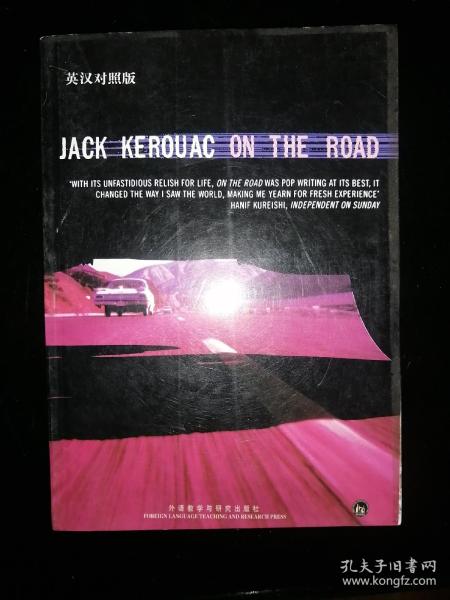 英汉对照版
JACK KEROUAC ON THE ROAD
'WITH ITS UNFASTIDIOUS RELISH FOR LIFE, ON THE ROAD WAS POP WRITING AT ITS BEST, IT
CHANGED THE WAY I SAW THE WORLD, MAKING ME YEARN FOR FRESH EXPERIENCE'
HANIF KUREISHI, INDEPENDENT ON SUNDAY
外语教学与研究出版社
FOREIGN LANGUAGE TEACHING AND RESEARCH PRESS
孔夫子旧书网
www.kongfz.com